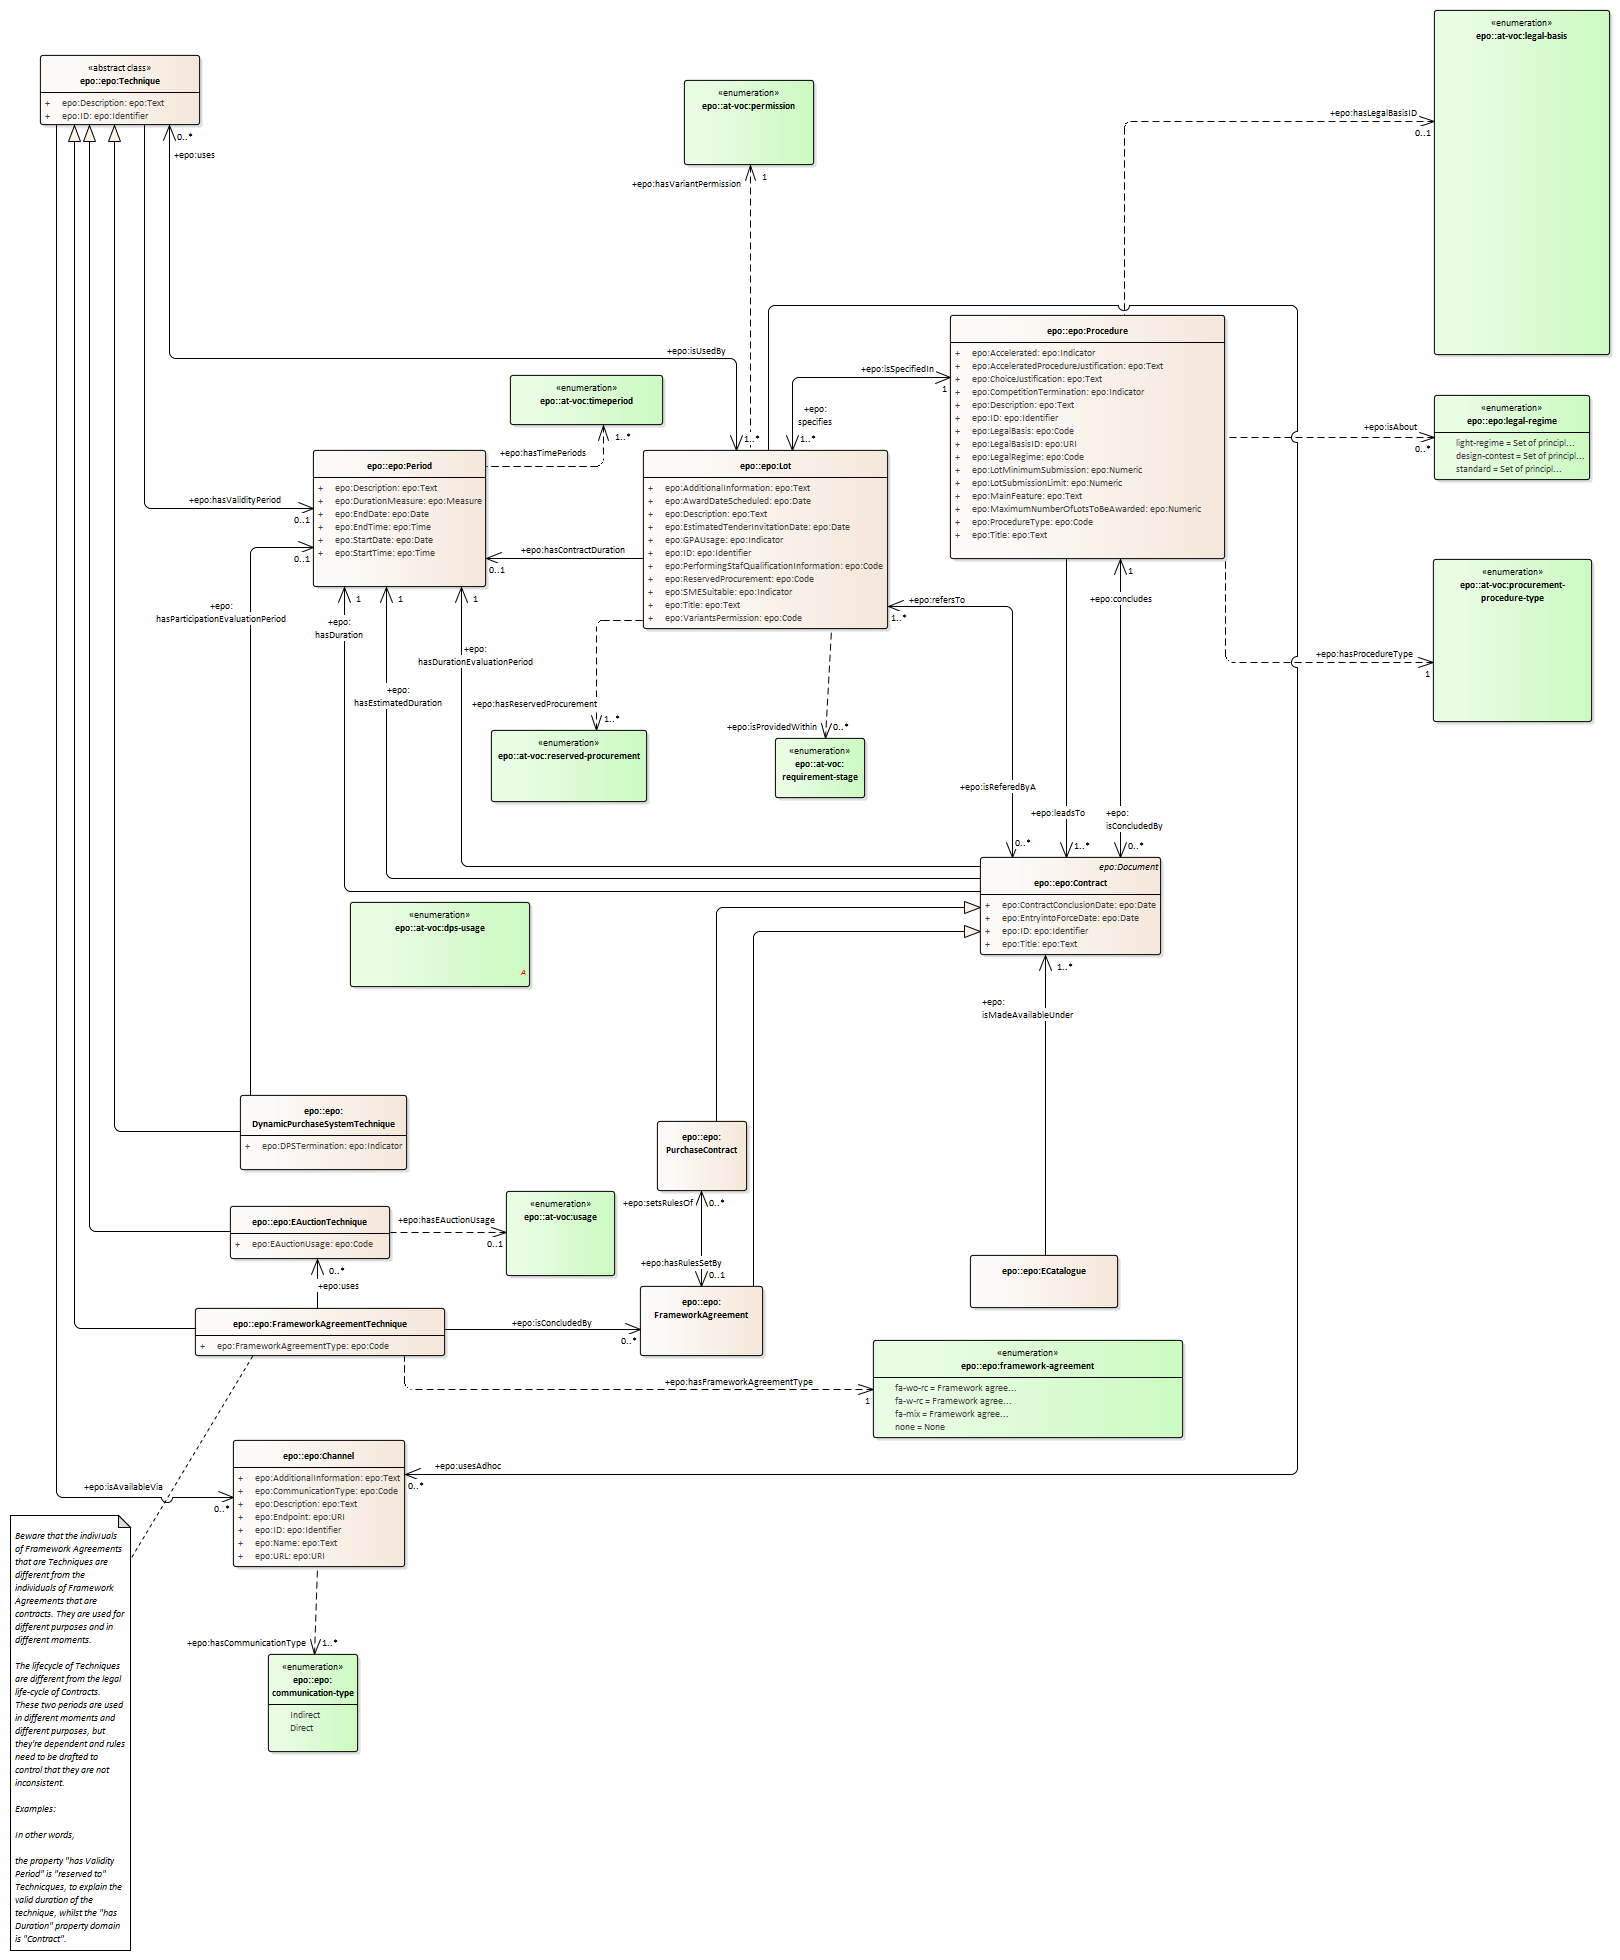 «enumeration»
epo::at-voc:legal-basis
«abstract class»
epo::epo:Technique
+ epo:Description: epo:Text
+ epo:ID: epo:Identifier
0..*
+epo:uses
«enumeration»
epo::at-voc:permission
+epo:hasVariantPermission
1
+epo:hasLegalBasisID
0..1
epo::epo:Procedure
+ epo:Accelerated: epo:Indicator
+ epo:AcceleratedProcedureJustification: epo:Text
+ epo:ChoiceJustification: epo:Text
+ epo:CompetitionTermination: epo:Indicator
+ epo:Description: epo:Text
+ epo:ID: epo:Identifier
+ epo:LegalBasis: epo:Code
+ epo:LegalBasisID: epo:URI
+ epo:LegalRegime: epo:Code
+ epo:LotMinimumSubmission: epo:Numeric
+ epo:LotSubmissionLimit: epo:Numeric
+ epo:MainFeature: epo:Text
+ epo:MaximumNumberOfLotsToBeAwarded: epo:Numeric
+ epo:ProcedureType: epo:Code
+ epo:Title: epo:Text
+epo:isUsedBy
1..*
+epo:isSpecifiedIn
1
+epo:
specifies
1..*
«enumeration»
epo::at-voc:timeperiod
1..*
+epo:hasTimePeriods
«enumeration»
epo::epo:legal-regime
light-regime = Set of principl...
design-contest = Set of principl...
standard = Set of principl...
+epo:isAbout
0..*
epo::epo:Period
+ epo:Description: epo:Text
+ epo:DurationMeasure: epo:Measure
+ epo:EndDate: epo:Date
+ epo:EndTime: epo:Time
+ epo:StartDate: epo:Date
+ epo:StartTime: epo:Time
epo::epo:Lot
+ epo:AdditionalInformation: epo:Text
+ epo:AwardDateScheduled: epo:Date
+ epo:Description: epo:Text
+ epo:EstimatedTenderInvitationDate: epo:Date
+ epo:GPAUsage: epo:Indicator
+ epo:ID: epo:Identifier
+ epo:PerformingStafQualificationInformation: epo:Code
+ epo:ReservedProcurement: epo:Code
+ epo:SMESuitable: epo:Indicator
+ epo:Title: epo:Text
+ epo:VariantsPermission: epo:Code
+epo:hasValidityPeriod
0..1
0..1
+epo:hasContractDuration
0..1
«enumeration»
epo::at-voc:procurement-
procedure-type
+epo:hasProcedureType
1
+epo:
hasParticipationEvaluationPeriod
1
+epo:
hasDuration
1
+epo:
hasEstimatedDuration
1
+epo:
hasDurationEvaluationPeriod
+epo:hasReservedProcurement
1..*
+epo:isProvidedWithin
0..*
+epo:refersTo
1..*
1
+epo:concludes
«enumeration»
epo::at-voc:reserved-procurement
«enumeration»
epo::at-voc:
requirement-stage
+epo:isReferedByA
0..*
+epo:leadsTo
1..*
+epo:
isConcludedBy
0..*
epo:Document
epo::epo:Contract
+ epo:ContractConclusionDate: epo:Date
+ epo:EntryintoForceDate: epo:Date
+ epo:ID: epo:Identifier
+ epo:Title: epo:Text
«enumeration»
epo::at-voc:dps-usage
A
1..*
+epo:
isMadeAvailableUnder
epo::epo:
DynamicPurchaseSystemTechnique
+ epo:DPSTermination: epo:Indicator
epo::epo:
PurchaseContract
epo::epo:EAuctionTechnique
+ epo:EAuctionUsage: epo:Code
+epo:hasEAuctionUsage
0..1
«enumeration»
epo::at-voc:usage
+epo:setsRulesOf
0..*
+epo:hasRulesSetBy
0..1
0..*
+epo:uses
epo::epo:ECatalogue
epo::epo:FrameworkAgreementTechnique
+ epo:FrameworkAgreementType: epo:Code
+epo:isConcludedBy
0..*
epo::epo:
FrameworkAgreement
+epo:hasFrameworkAgreementType
1
«enumeration»
epo::epo:framework-agreement
fa-wo-rc = Framework agree...
fa-w-rc = Framework agree...
fa-mix = Framework agree...
none = None
epo::epo:Channel
+ epo:AdditionalInformation: epo:Text
+ epo:CommunicationType: epo:Code
+ epo:Description: epo:Text
+ epo:Endpoint: epo:URI
+ epo:ID: epo:Identifier
+ epo:Name: epo:Text
+ epo:URL: epo:URI
+epo:usesAdhoc
0..*
+epo:isAvailableVia
0..*
+epo:hasCommunicationType
1..*
«enumeration»
epo::epo:
communication-type
Indirect
Direct
Beware that the indivIuals
of Framework Agreements
that are Techniques are
different from the
individuals of Framework
Agreements that are
contracts. They are used for
different purposes and in
different moments.
The lifecycle of Techniques
are different from the legal
life-cycle of Contracts.
These two periods are used
in different moments and
different purposes, but
they're dependent and rules
need to be drafted to
control that they are not
inconsistent.
Examples:
In other words,
the property "has Validity
Period" is "reserved to"
Technicques, to explain the
valid duration of the
technique, whilst the "has
Duration" property domain
is "Contract".